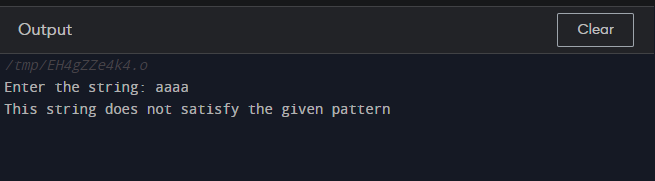 Output
Clear
/tmp/EH4gZZe4k4.o
Enter the string: aaaa
This string does not satisfy the given pattern